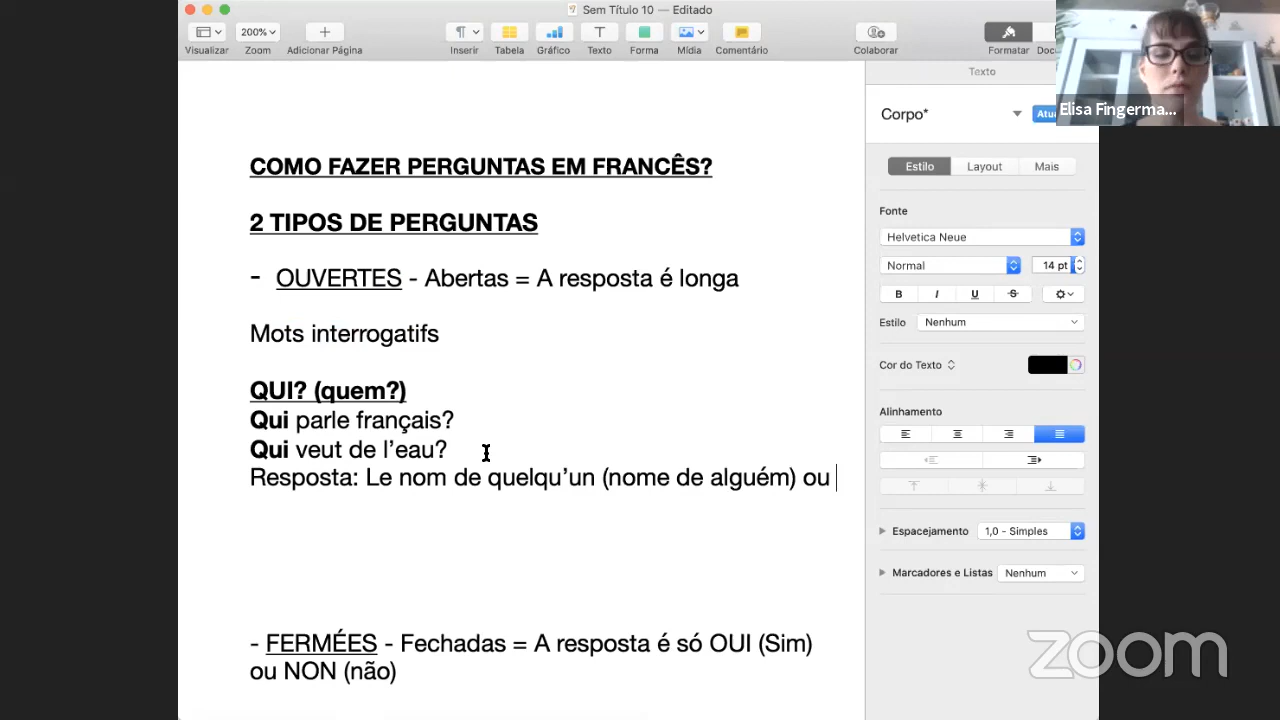 Sem Título 10 — Editado
Visualizar
200%
Zoom
Adicionar Página
Inserir
Tabela
Gráfico
Texto
Forma
Mídia
Comentário
Colaborar
Formatar
Docu
Elisa Fingerma...
COMO FAZER PERGUNTAS EM FRANCÊS?
2 TIPOS DE PERGUNTAS
- OUVERTES - Abertas = A resposta é longa
Mots interrogatifs
QUI? (quem?)
Qui parle français?
Qui veut de l’eau?
Resposta: Le nom de quelqu’un (nome de alguém) ou
- FERMÉES - Fechadas = A resposta é só OUI (Sim)
ou NON (não)
Texto
Corpo*
Atu
Estilo
Layout
Mais
Fonte
Helvetica Neue
Normal
14 pt
B I U S
Estilo
Nenhum
Cor do Texto
Alinhamento
Espacejamento
1,0 - Simples
Marcadores e Listas
Nenhum
zoom